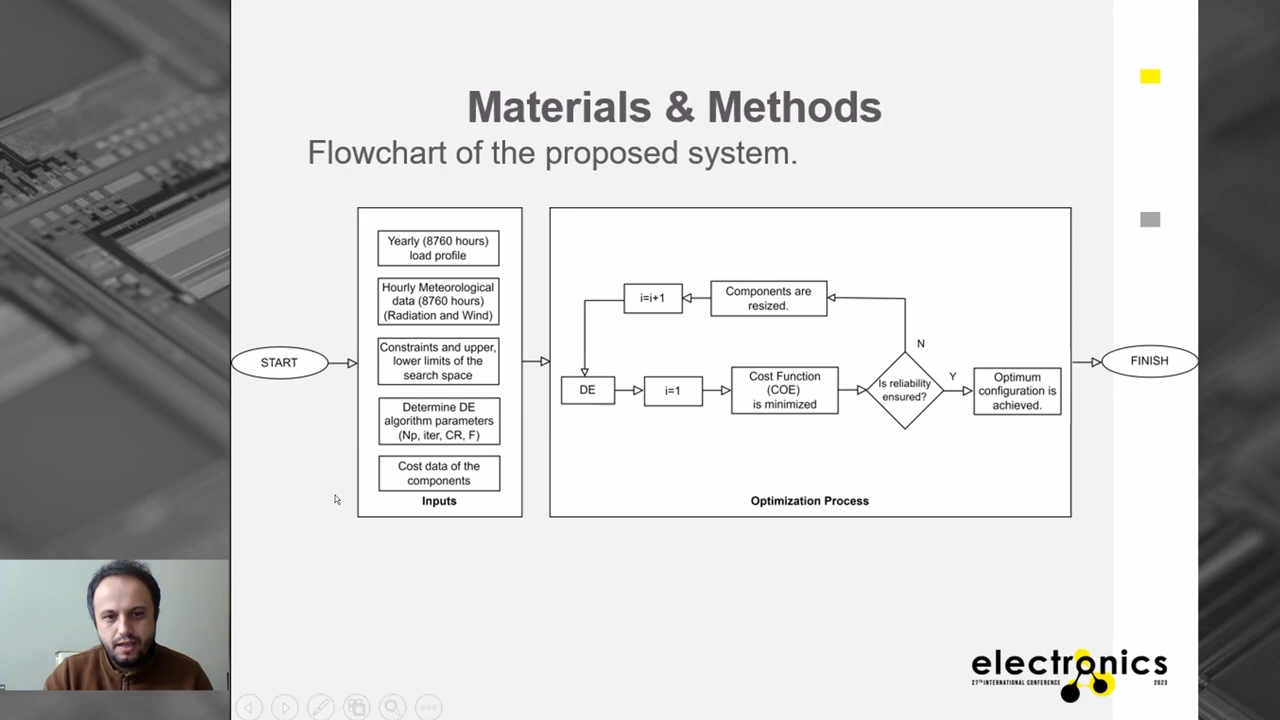 Materials & Methods
Flowchart of the proposed system.
START
Yearly (8760 hours)
load profile
Hourly Meteorological
data (8760 hours)
(Radiation and Wind)
Constraints and upper,
lower limits of the
search space
Determine DE
algorithm parameters
(Np, iter, CR, F)
Cost data of the
components
Inputs
i=i+1
Components are
resized.
DE
i=1
Cost Function
(COE)
is minimized
Is reliability
ensured?
N
Y
Optimum
configuration is
achieved.
Optimization Process
FINISH
electronics
27TH INTERNATIONAL CONFERENCE 2023